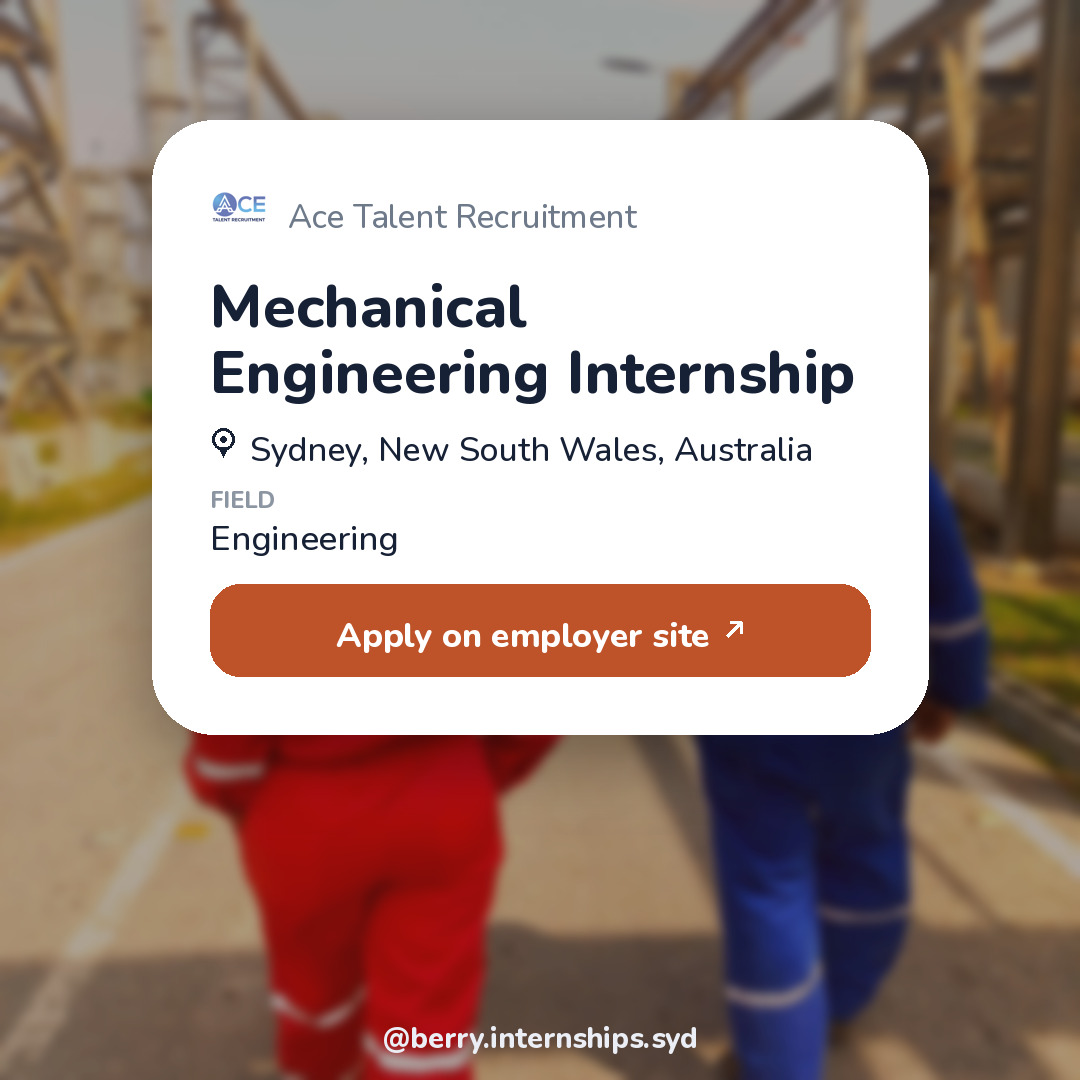 ACE
TALENT RECRUITMENT
Ace Talent Recruitment
Mechanical
Engineering Internship
Sydney, New South Wales, Australia
FIELD
Engineering
Apply on employer site
@berry.internships.syd